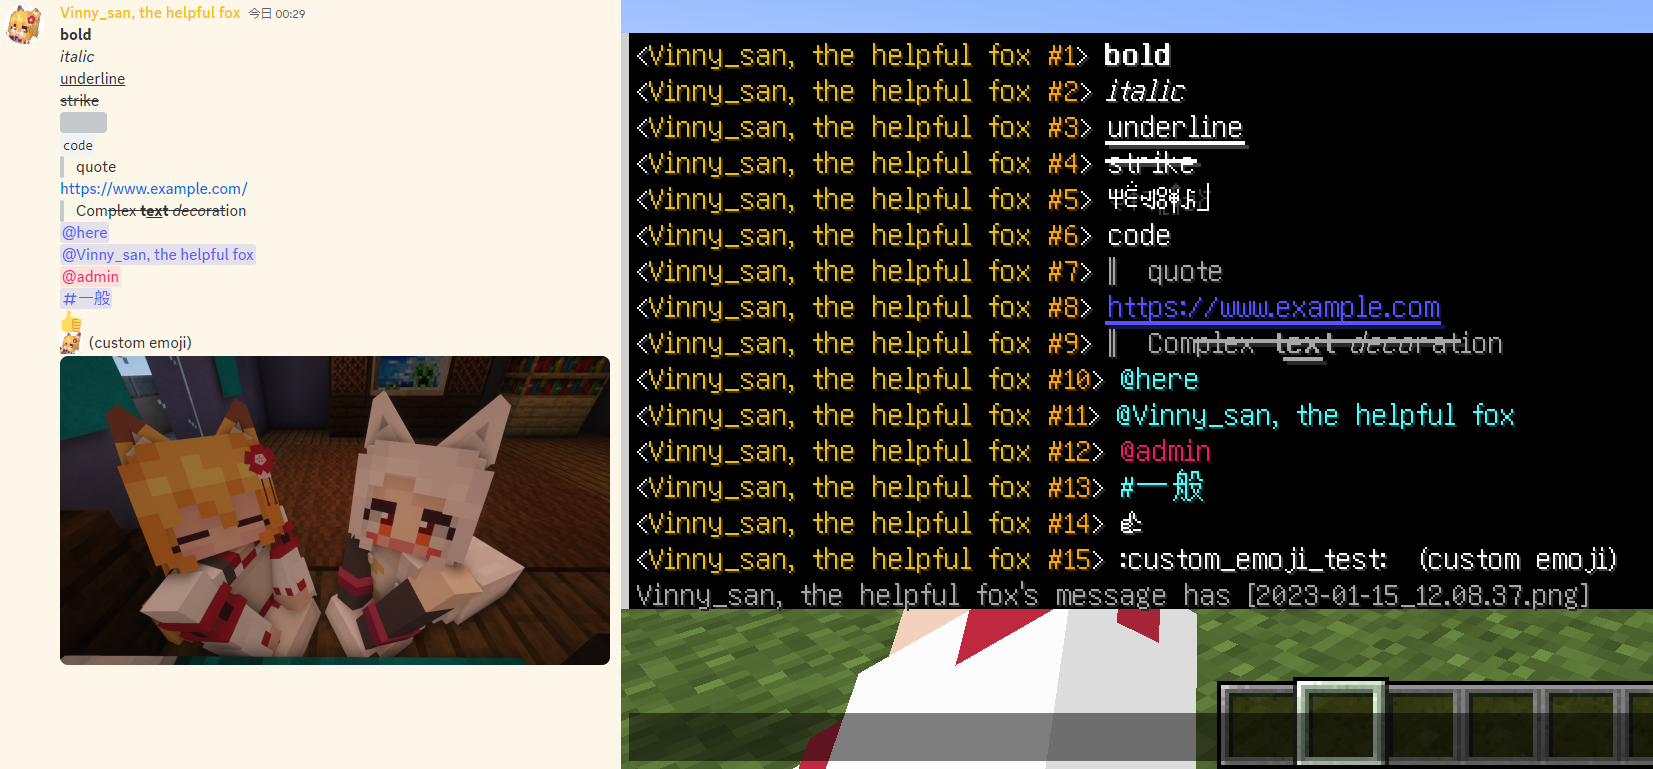 Vinny_san, the helpful fox 今日 00:29
bold
italic
underline
strike
code
quote
https://www.example.com/
Complex text decoration
@here
@Vinny_san, the helpful fox
@admin
#一般
👍
(custom emoji)
<Vinny_san, the helpful fox #1> bold
<Vinny_san, the helpful fox #2> italic
<Vinny_san, the helpful fox #3> underline
<Vinny_san, the helpful fox #4> strike
<Vinny_san, the helpful fox #5>
<Vinny_san, the helpful fox #6> code
<Vinny_san, the helpful fox #7> ‖ quote
<Vinny_san, the helpful fox #8> https://www.example.com
<Vinny_san, the helpful fox #9> ‖ Complex text decoration
<Vinny_san, the helpful fox #10> @here
<Vinny_san, the helpful fox #11> @Vinny_san, the helpful fox
<Vinny_san, the helpful fox #12> @admin
<Vinny_san, the helpful fox #13> #一般
<Vinny_san, the helpful fox #14> 👍
<Vinny_san, the helpful fox #15> :custom_emoji_test: (custom emoji)
Vinny_san, the helpful fox's message has [2023-01-15_12.08.37.png]